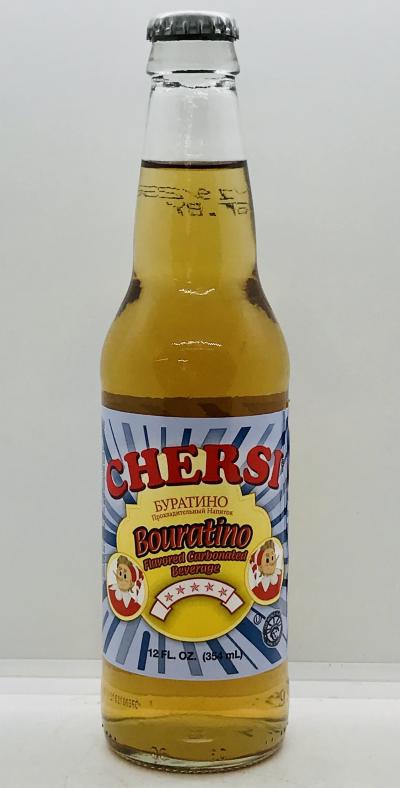 CHERSI
БУРАТИНО
Прохладительный Напиток
Bouratino
Flavored Carbonated
Beverage
12 FL. OZ. (354 mL)